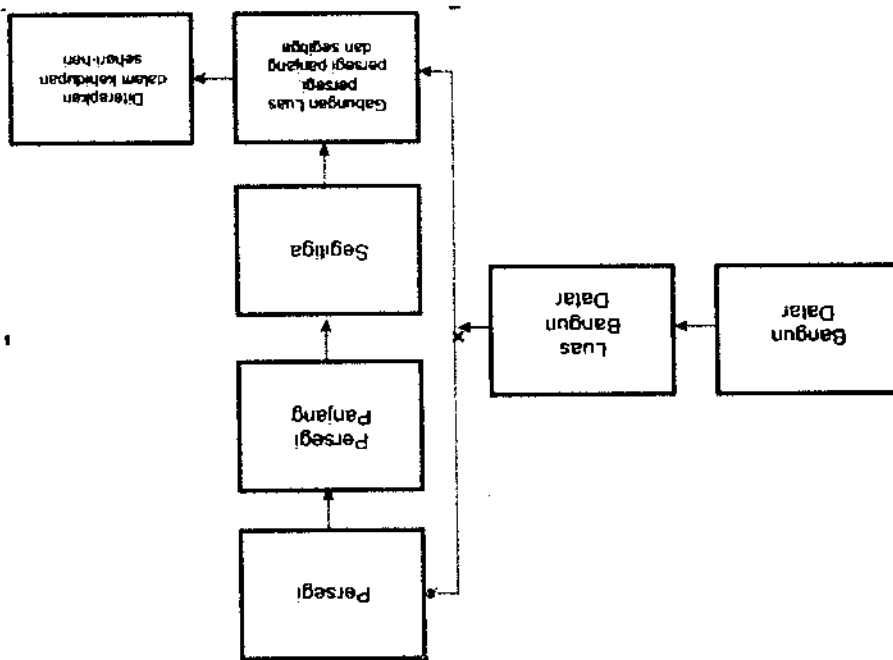 Bangun
Datar
Luas
Bangun
Datar
Persegi
Persegi
Panjang
Segitiga
Gabungan Luas
persegi
persegi panjang
dan segitiga
Diterapkan
dalam kehidupan
sehari-hari